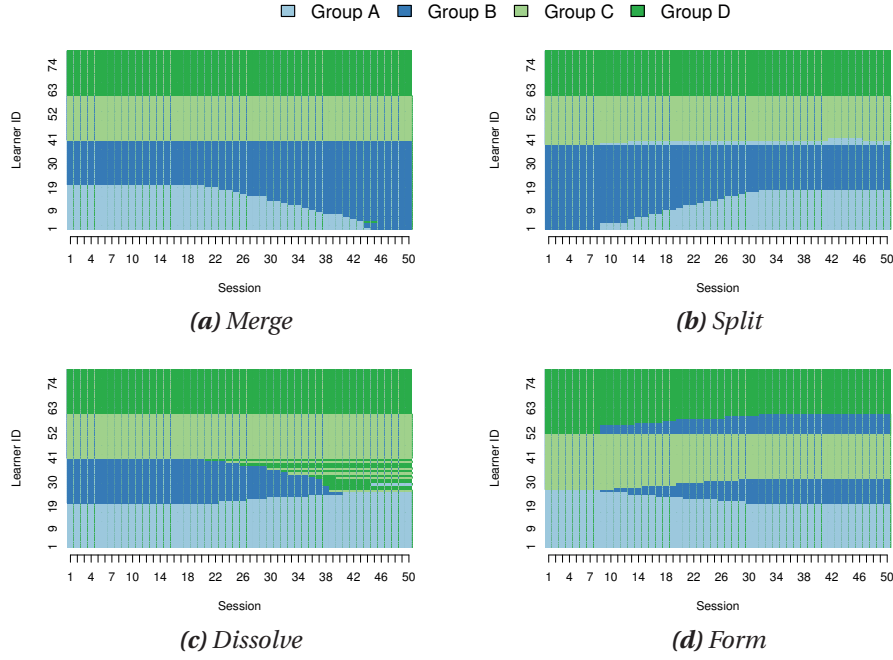 Group A Group B Group C Group D
Learner ID
74
63
52
41
30
19
9
1
1 4 7 10 14 18 22 26 30 34 38 42 46 50
Session
(a) Merge
Learner ID
74
63
52
41
30
19
9
1
1 4 7 10 14 18 22 26 30 34 38 42 46 50
Session
(b) Split
Learner ID
74
63
52
41
30
19
9
1
1 4 7 10 14 18 22 26 30 34 38 42 46 50
Session
(c) Dissolve
Learner ID
74
63
52
41
30
19
9
1
1 4 7 10 14 18 22 26 30 34 38 42 46 50
Session
(d) Form